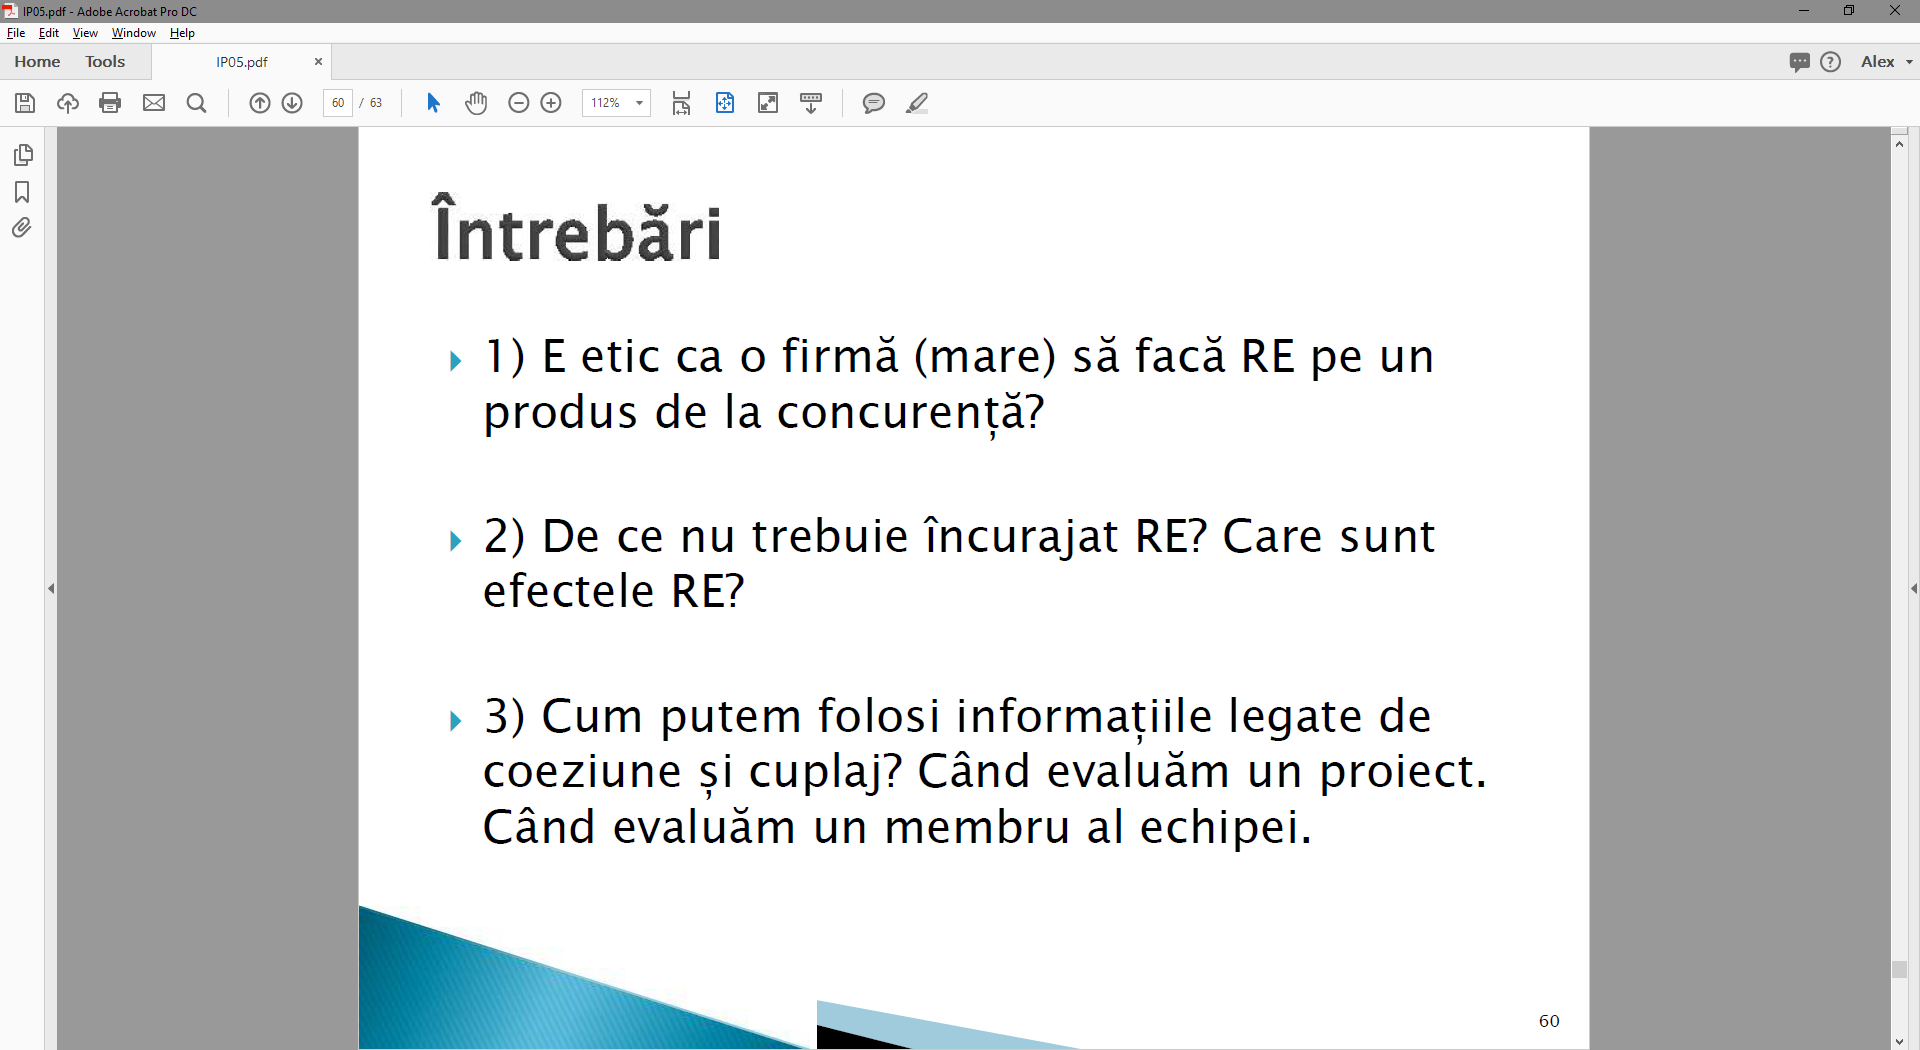 IP05.pdf - Adobe Acrobat Pro DC
File Edit View Window Help
Home Tools IP05.pdf × Alex
60 / 63 112%
Întrebări
1) E etic ca o firmă (mare) să facă RE pe un
produs de la concurență?
2) De ce nu trebuie încurajat RE? Care sunt
efectele RE?
3) Cum putem folosi informațiile legate de
coeziune și cuplaj? Când evaluăm un proiect.
Când evaluăm un membru al echipei.
60